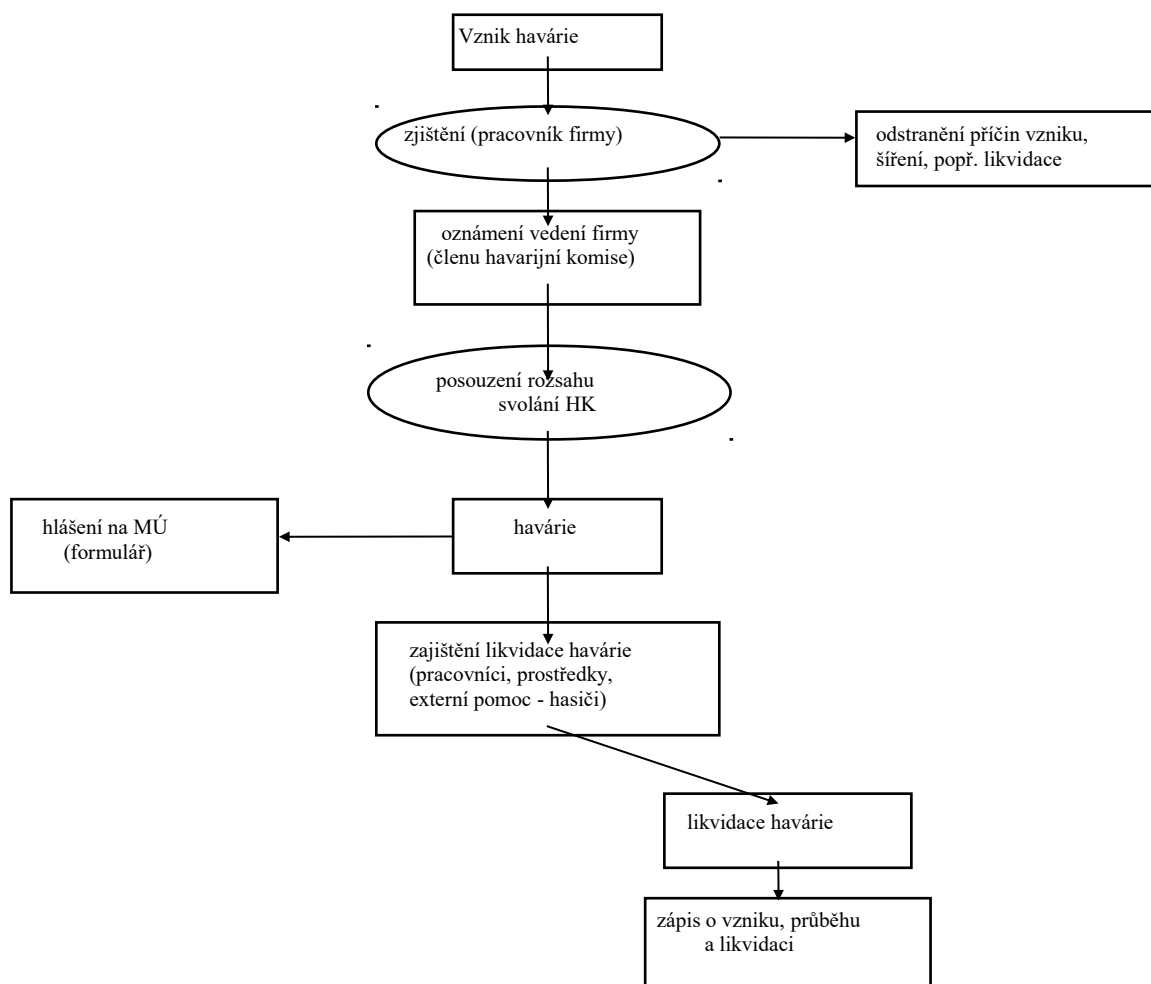 Vznik havárie
zjištění (pracovník firmy)
odstranění příčin vzniku,
šíření, popř. likvidace
oznámení vedení firmy
(členu havarijní komise)
posouzení rozsahu
svolání HK
hlášení na MÚ
(formulář)
havárie
zajištění likvidace havárie
(pracovníci, prostředky,
externí pomoc - hasiči)
likvidace havárie
zápis o vzniku, průběhu
a likvidaci